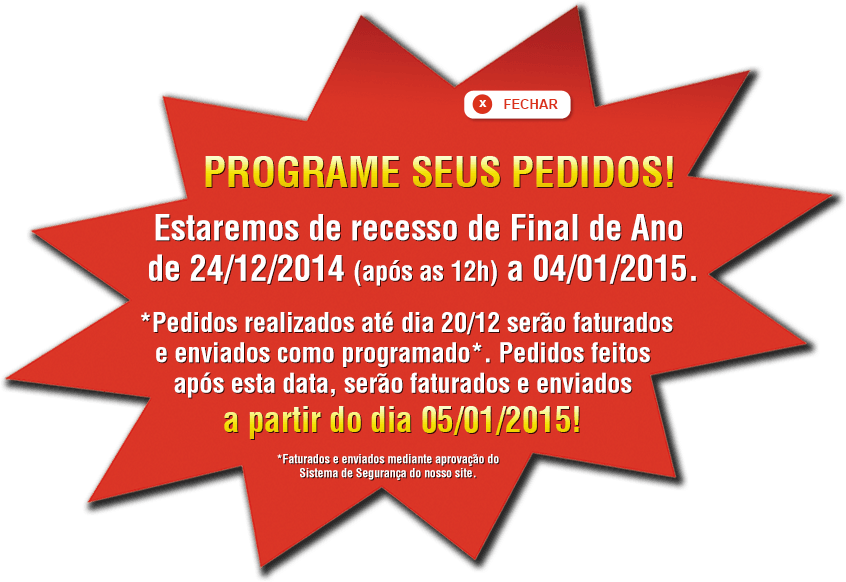 x FECHAR
PROGRAME SEUS PEDIDOS!
Estaremos de recesso de Final de Ano
de 24/12/2014 (após as 12h) a 04/01/2015.
*Pedidos realizados até dia 20/12 serão faturados
e enviados como programado*. Pedidos feitos
após esta data, serão faturados e enviados
a partir do dia 05/01/2015!
*Faturados e enviados mediante aprovação do
Sistema de Segurança do nosso site.